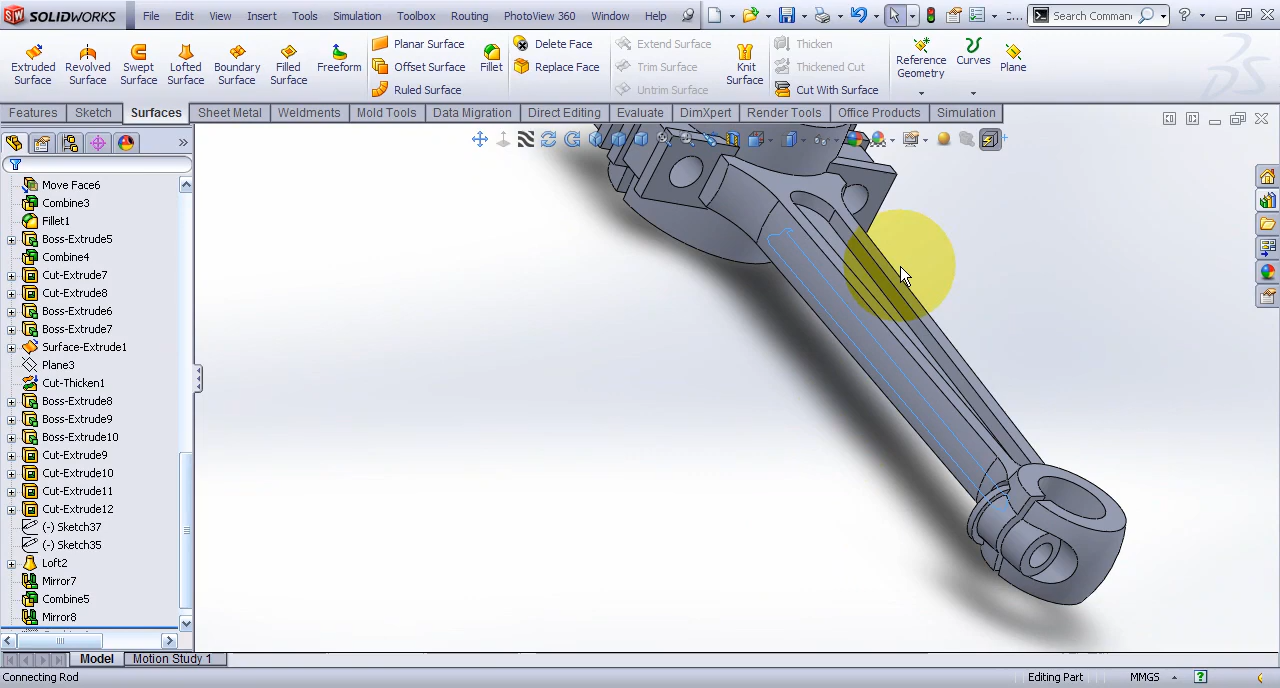 SOLIDWORKS File Edit View Insert Tools Simulation Toolbox Routing PhotoView 360 Window Help Search Comman
Extruded Surface
Revolved Surface
Swept Surface
Lofted Surface
Boundary Surface
Filled Surface
Freeform
Planar Surface
Offset Surface
Ruled Surface
Fillet
Delete Face
Replace Face
Extend Surface
Trim Surface
Untrim Surface
Knit Surface
Thicken
Thickened Cut
Cut With Surface
Reference Geometry
Curves
Plane
Features Sketch Surfaces Sheet Metal Weldments Mold Tools Data Migration Direct Editing Evaluate DimXpert Render Tools Office Products Simulation
Move Face6
Combine3
Fillet1
Boss-Extrude5
Combine4
Cut-Extrude7
Cut-Extrude8
Boss-Extrude6
Boss-Extrude7
Surface-Extrude1
Plane3
Cut-Thicken1
Boss-Extrude8
Boss-Extrude9
Boss-Extrude10
Cut-Extrude9
Cut-Extrude10
Cut-Extrude11
Cut-Extrude12
(-) Sketch37
(-) Sketch35
Loft2
Mirror7
Combine5
Mirror8
Model Motion Study 1
Connecting Rod Editing Part MMGS